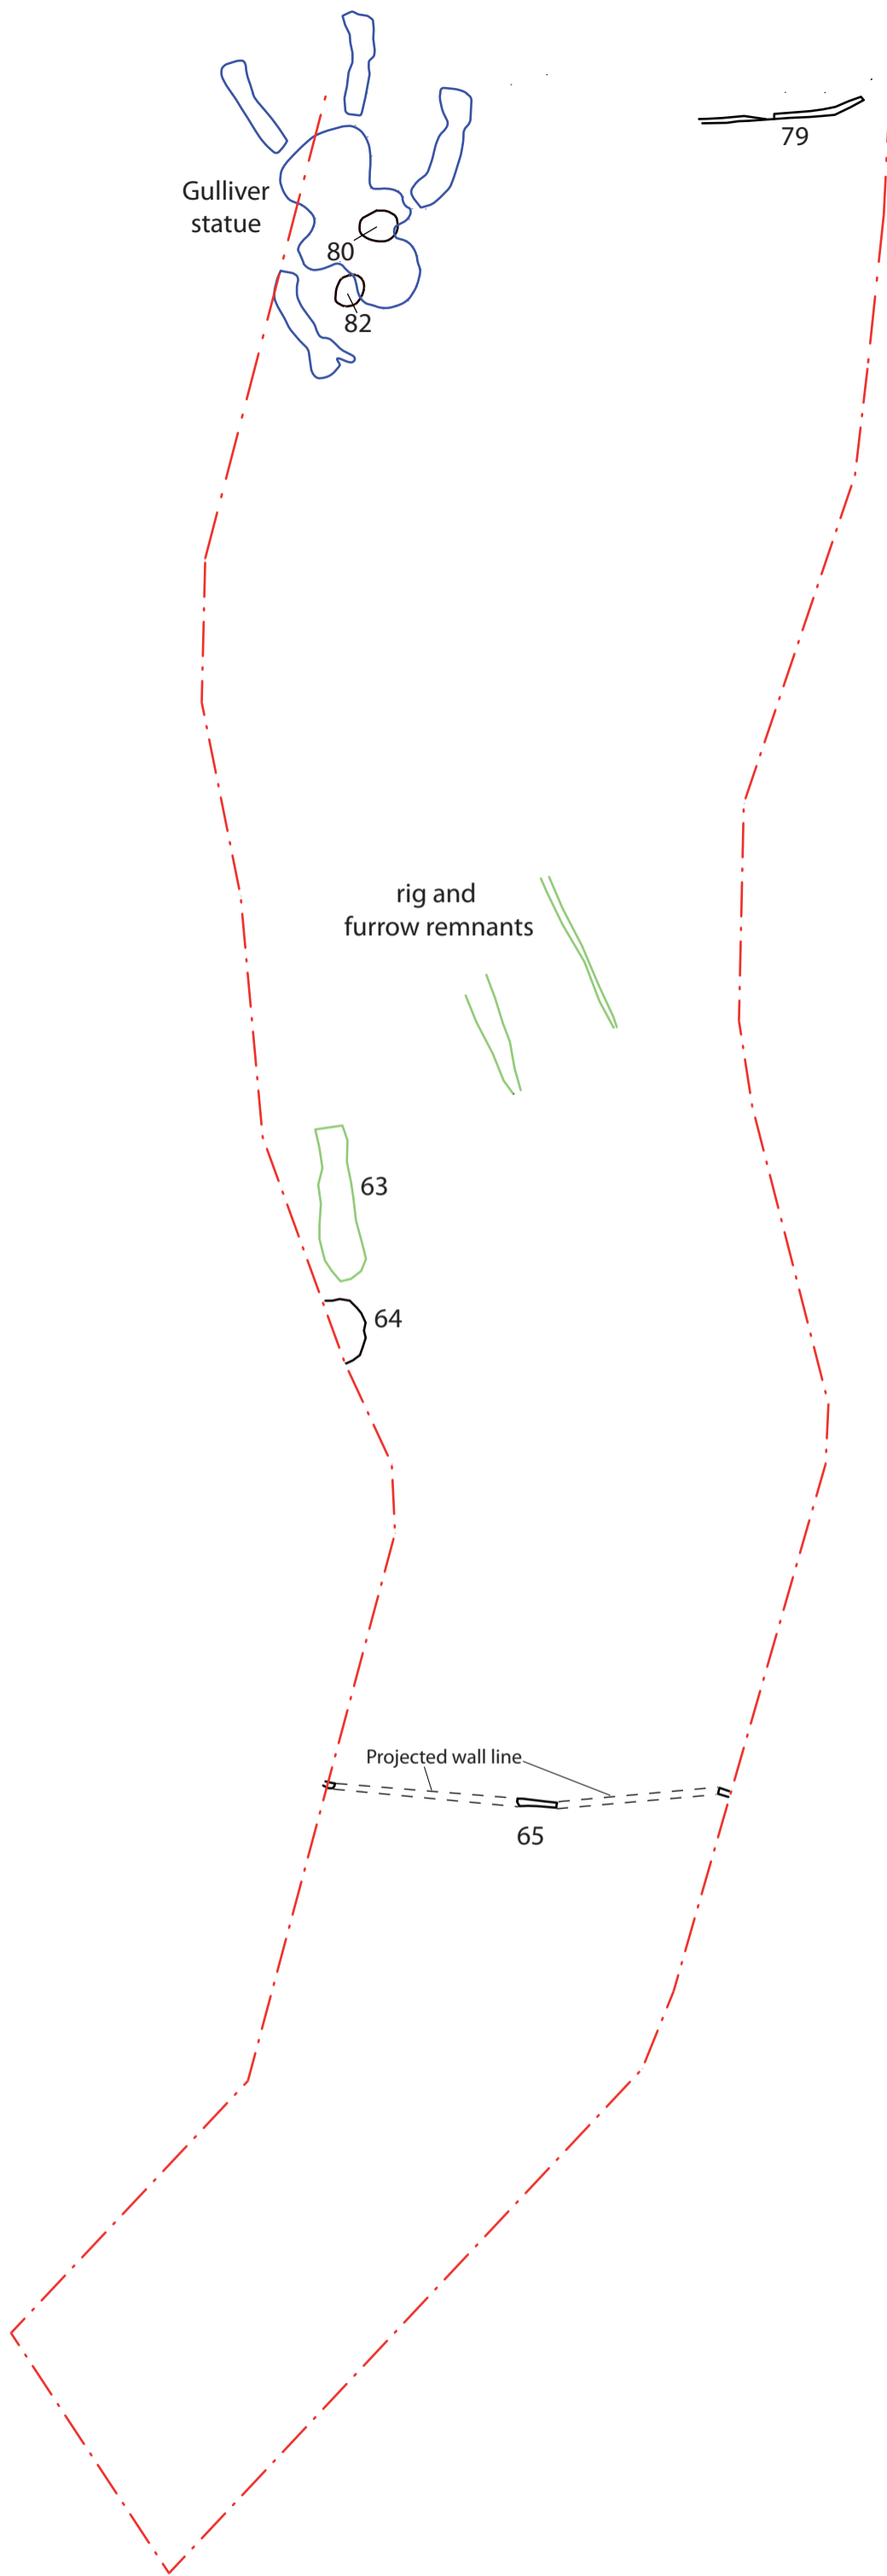 79
Gulliver
statue
80
82
rig and
furrow remnants
63
64
Projected wall line
65